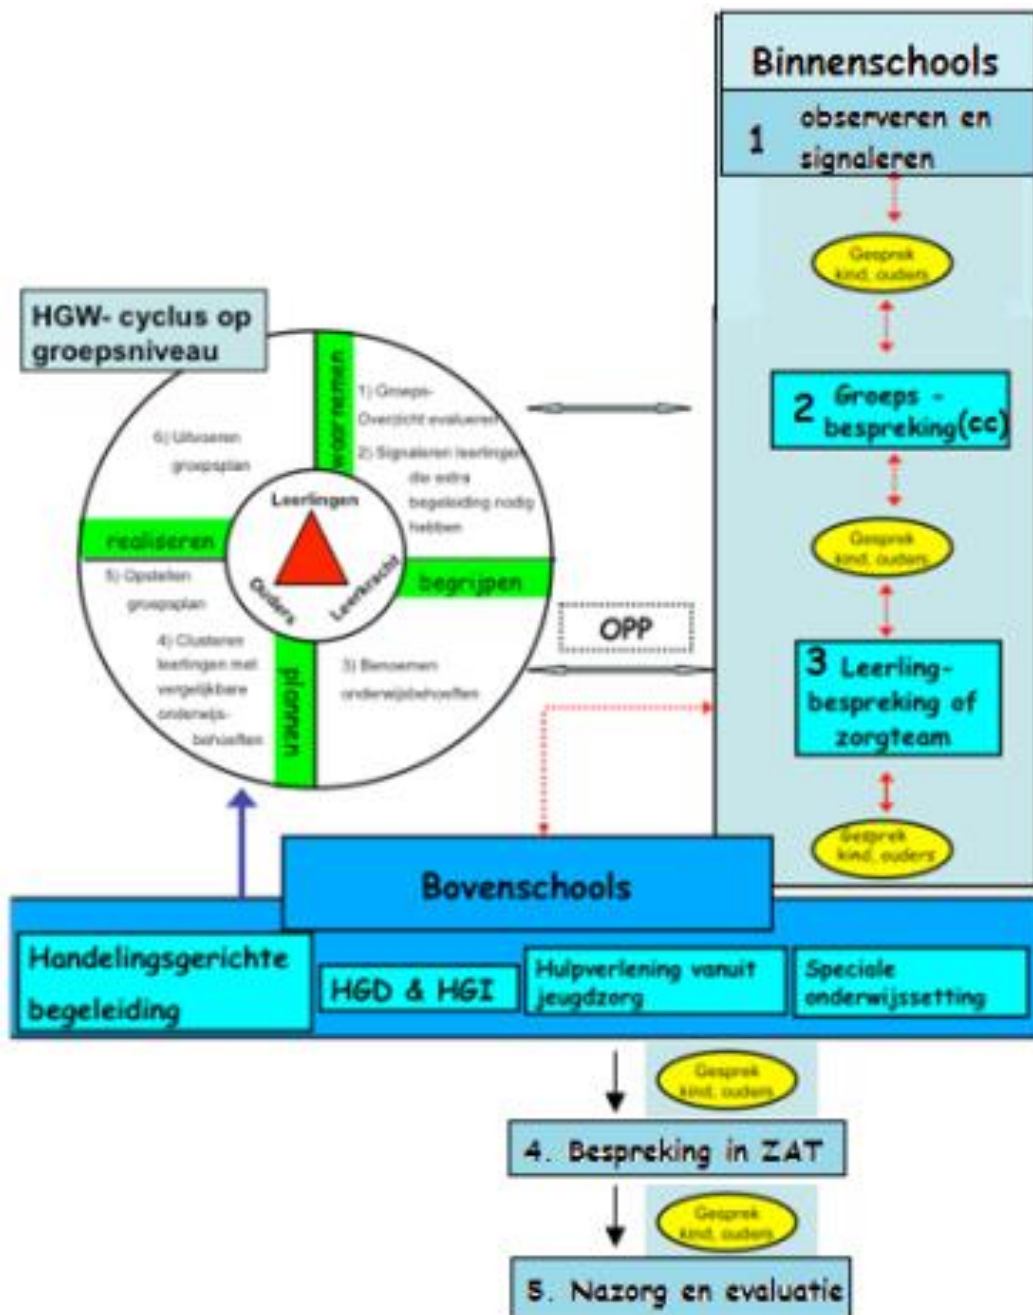 Binnenschools
1 observeren en
signaleren
Gesprek
kind, ouders
2 Groeps -
bespreking(cc)
Gesprek
kind, ouders
3 Leerling-
bespreking of
zorgteam
Gesprek
kind, ouders
HGW- cyclus op
groepsniveau
waarnemen
1) Groeps-
Overzicht evalueren
2) Signaleren leerlingen
die extra
begeleiding nodig
hebben
begrijpen
3) Benoemen
onderwijsbehoeften
plannen
4) Clusteren
leerlingen met
vergelijkbare
onderwijs-
behoeften
5) Opstellen
groepsplan
realiseren
6) Uitvoeren
groepsplan
Leerlingen
Ouders
Leerkracht
OPP
Bovenschools
Handelingsgerichte
begeleiding
HGD & HGI
Hulpverlening vanuit
jeugdzorg
Speciale
onderwijssetting
Gesprek
kind, ouders
4. Bespreking in ZAT
Gesprek
kind, ouders
5. Nazorg en evaluatie